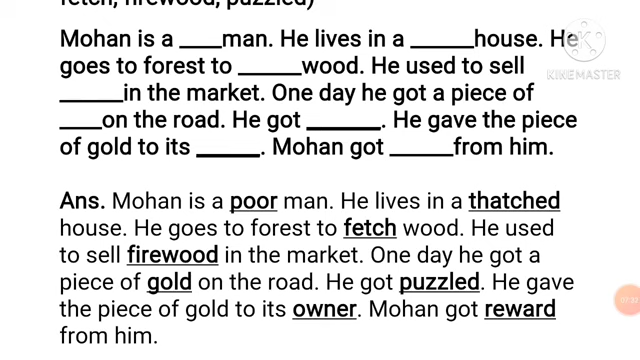 fetch, firewood, puzzled)
Mohan is a ____man. He lives in a ______house. He
goes to forest to ______wood. He used to sell
______in the market. One day he got a piece of
____on the road. He got _______. He gave the piece
of gold to its ______. Mohan got ______from him.
Ans. Mohan is a poor man. He lives in a thatched
house. He goes to forest to fetch wood. He used
to sell firewood in the market. One day he got a
piece of gold on the road. He got puzzled. He gave
the piece of gold to its owner. Mohan got reward
from him.
KINEMASTER